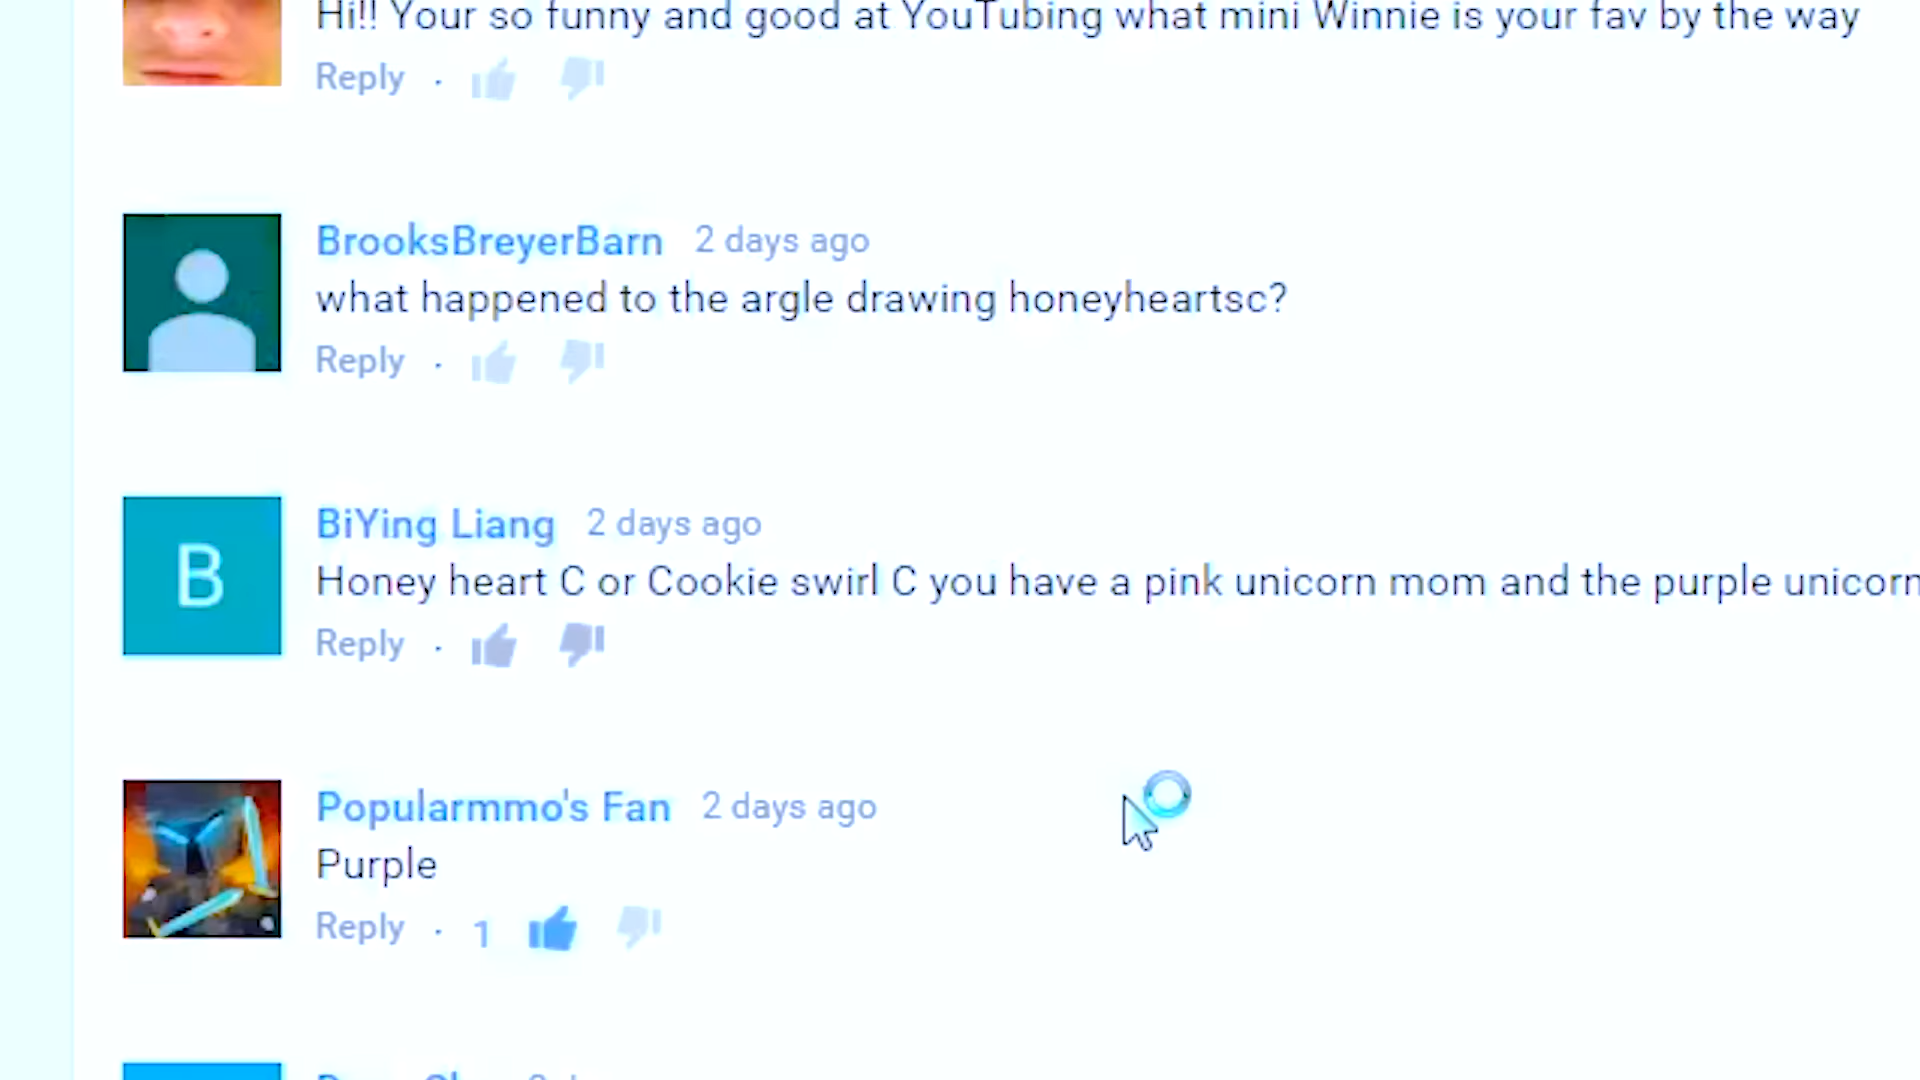 Hi!! Your so funny and good at YouTubing what mini Winnie is your fav by the way
Reply ·
BrooksBreyerBarn 2 days ago
what happened to the argle drawing honeyheartsc?
Reply ·
B
BiYing Liang 2 days ago
Honey heart C or Cookie swirl C you have a pink unicorn mom and the purple unicorn
Reply ·
Popularmmo's Fan 2 days ago
Purple
Reply · 1